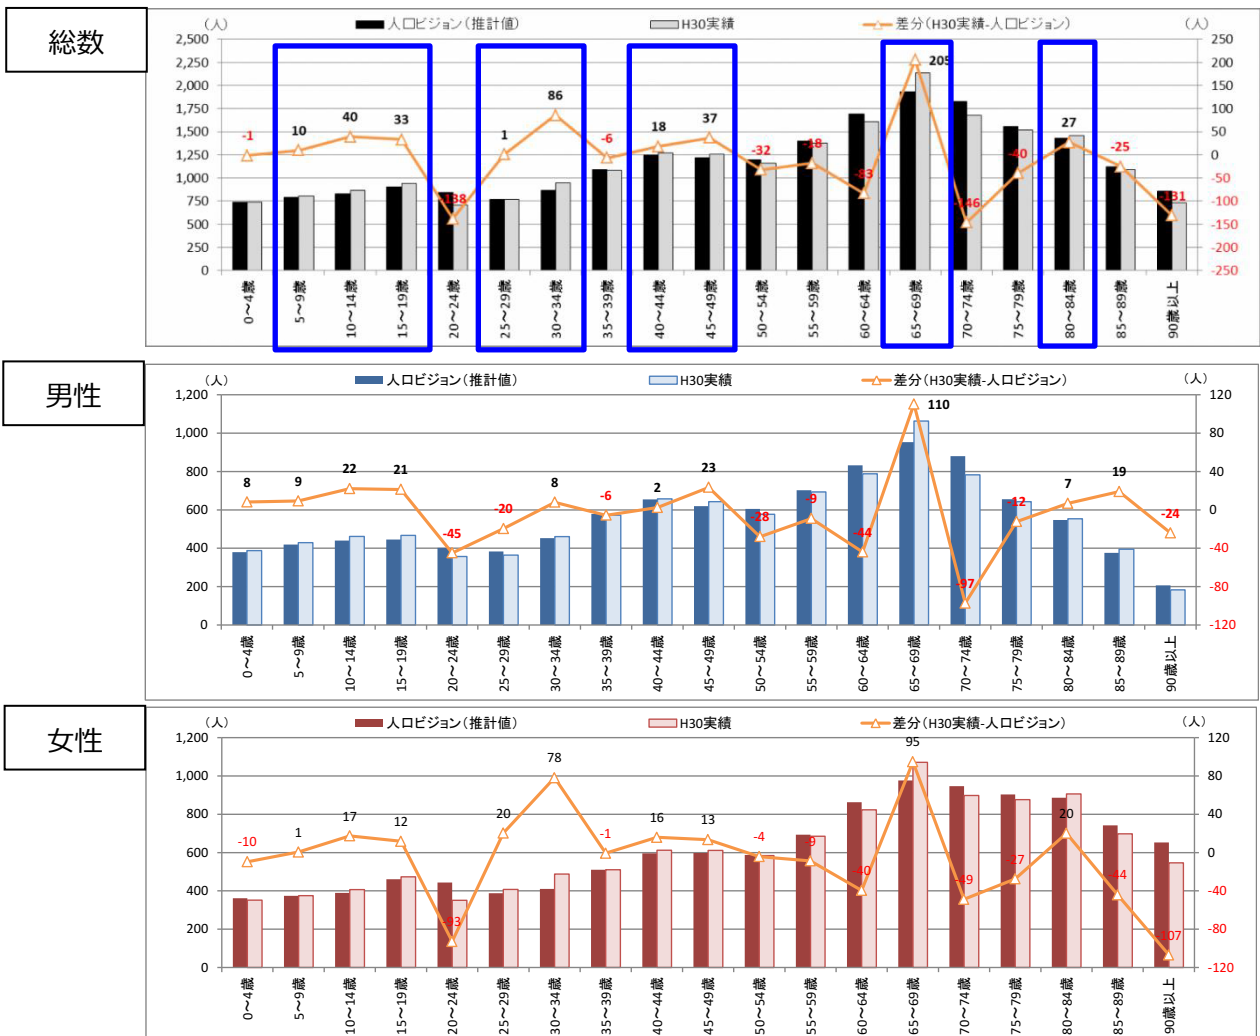 総数
(人)
人口ビジョン(推計値)
H30実績
差分(H30実績-人口ビジョン)
(人)
2,500
2,250
2,000
1,750
1,500
1,250
1,000
750
500
250
0
250
200
150
100
50
0
-50
-100
-150
-200
-250
-1
10
40
33
-138
1
86
-6
18
37
-32
-18
-83
205
-146
-40
27
-25
-131
0~4歳
5~9歳
10~14歳
15~19歳
20~24歳
25~29歳
30~34歳
35~39歳
40~44歳
45~49歳
50~54歳
55~59歳
60~64歳
65~69歳
70~74歳
75~79歳
80~84歳
85~89歳
90歳以上
男性
(人)
人口ビジョン(推計値)
H30実績
差分(H30実績-人口ビジョン)
(人)
1,200
1,000
800
600
400
200
0
120
80
40
0
-40
-80
-120
8
9
22
21
-45
-20
8
-6
2
23
-28
-9
-44
110
-97
-12
7
19
-24
0~4歳
5~9歳
10~14歳
15~19歳
20~24歳
25~29歳
30~34歳
35~39歳
40~44歳
45~49歳
50~54歳
55~59歳
60~64歳
65~69歳
70~74歳
75~79歳
80~84歳
85~89歳
90歳以上
女性
(人)
人口ビジョン(推計値)
H30実績
差分(H30実績-人口ビジョン)
(人)
1,200
1,000
800
600
400
200
0
120
80
40
0
-40
-80
-120
-10
1
17
12
-93
20
78
-1
16
13
-4
-9
-40
95
-49
-27
20
-44
-107
0~4歳
5~9歳
10~14歳
15~19歳
20~24歳
25~29歳
30~34歳
35~39歳
40~44歳
45~49歳
50~54歳
55~59歳
60~64歳
65~69歳
70~74歳
75~79歳
80~84歳
85~89歳
90歳以上